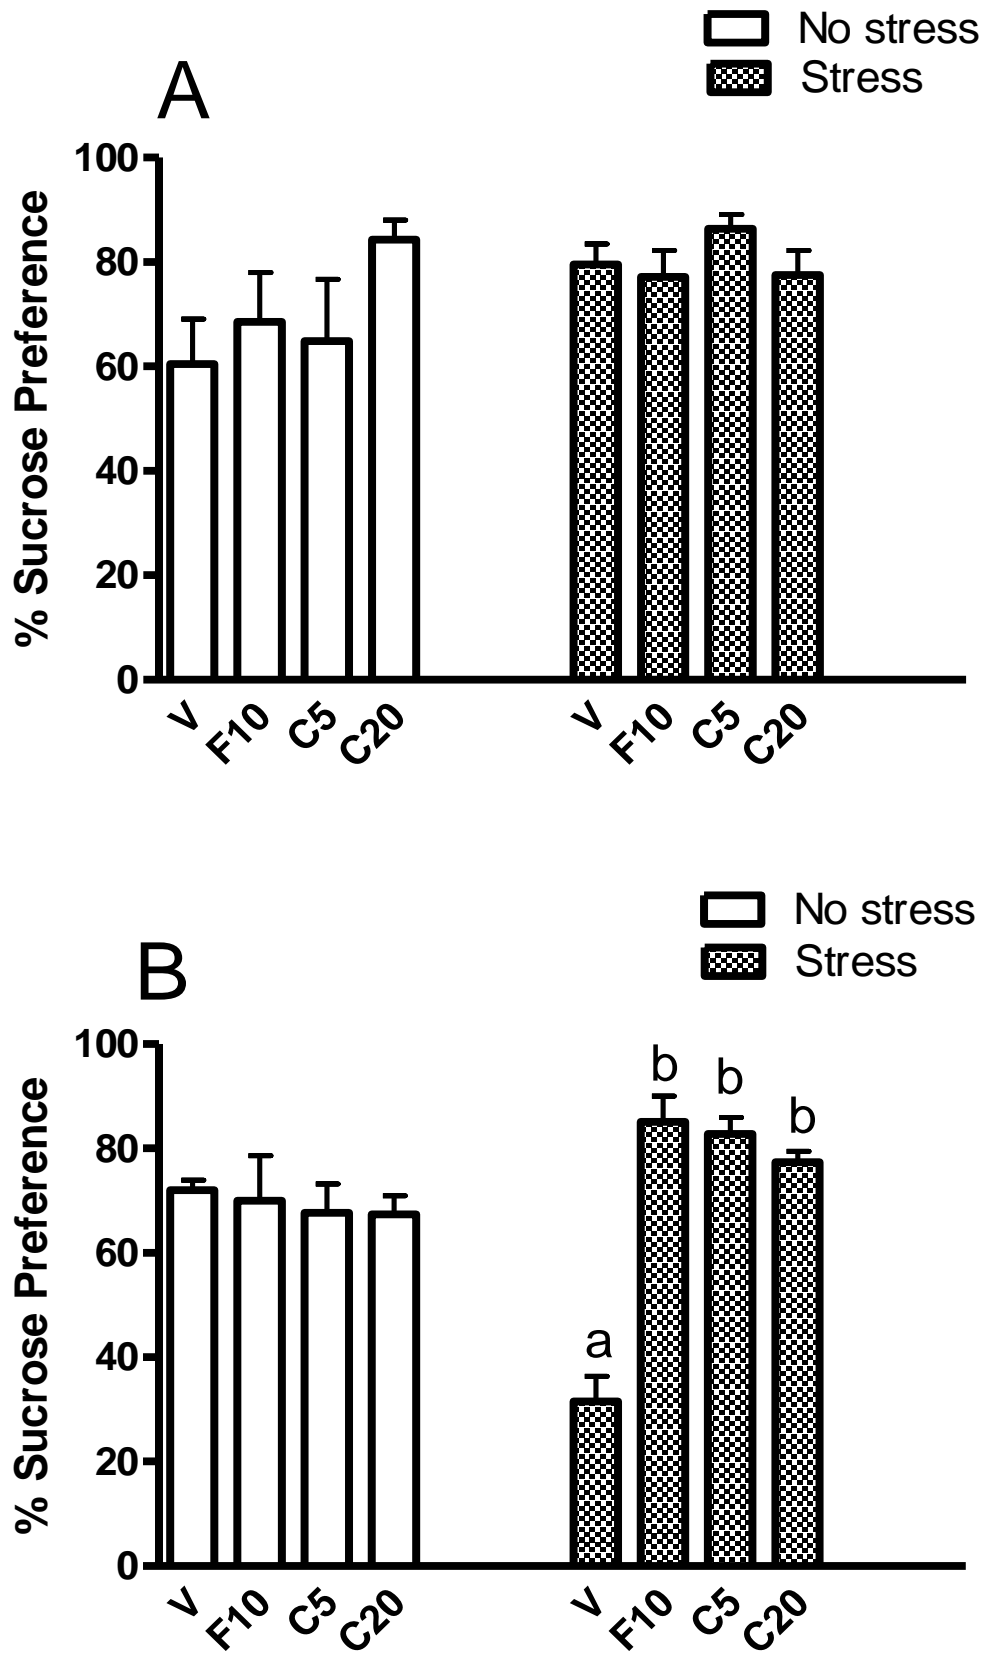 No stress
Stress
A
% Sucrose Preference
100
80
60
40
20
0
V F10 C5 C20 V F10 C5 C20
No stress
Stress
B
% Sucrose Preference
100
80
60
40
20
0
a b b b
V F10 C5 C20 V F10 C5 C20